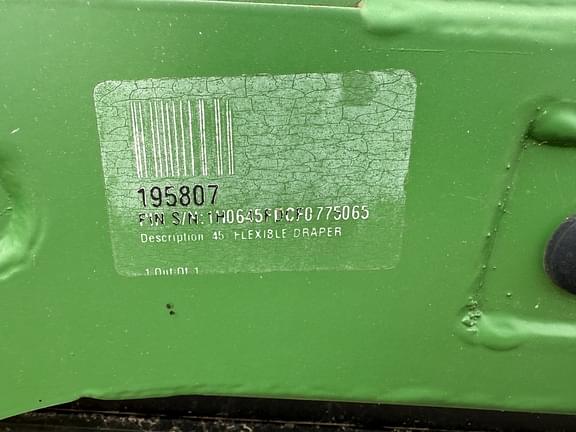 195807
PIN S/N: 1H0645FDCF0775065
Description 45' FLEXIBLE DRAPER
1 Out Of 1